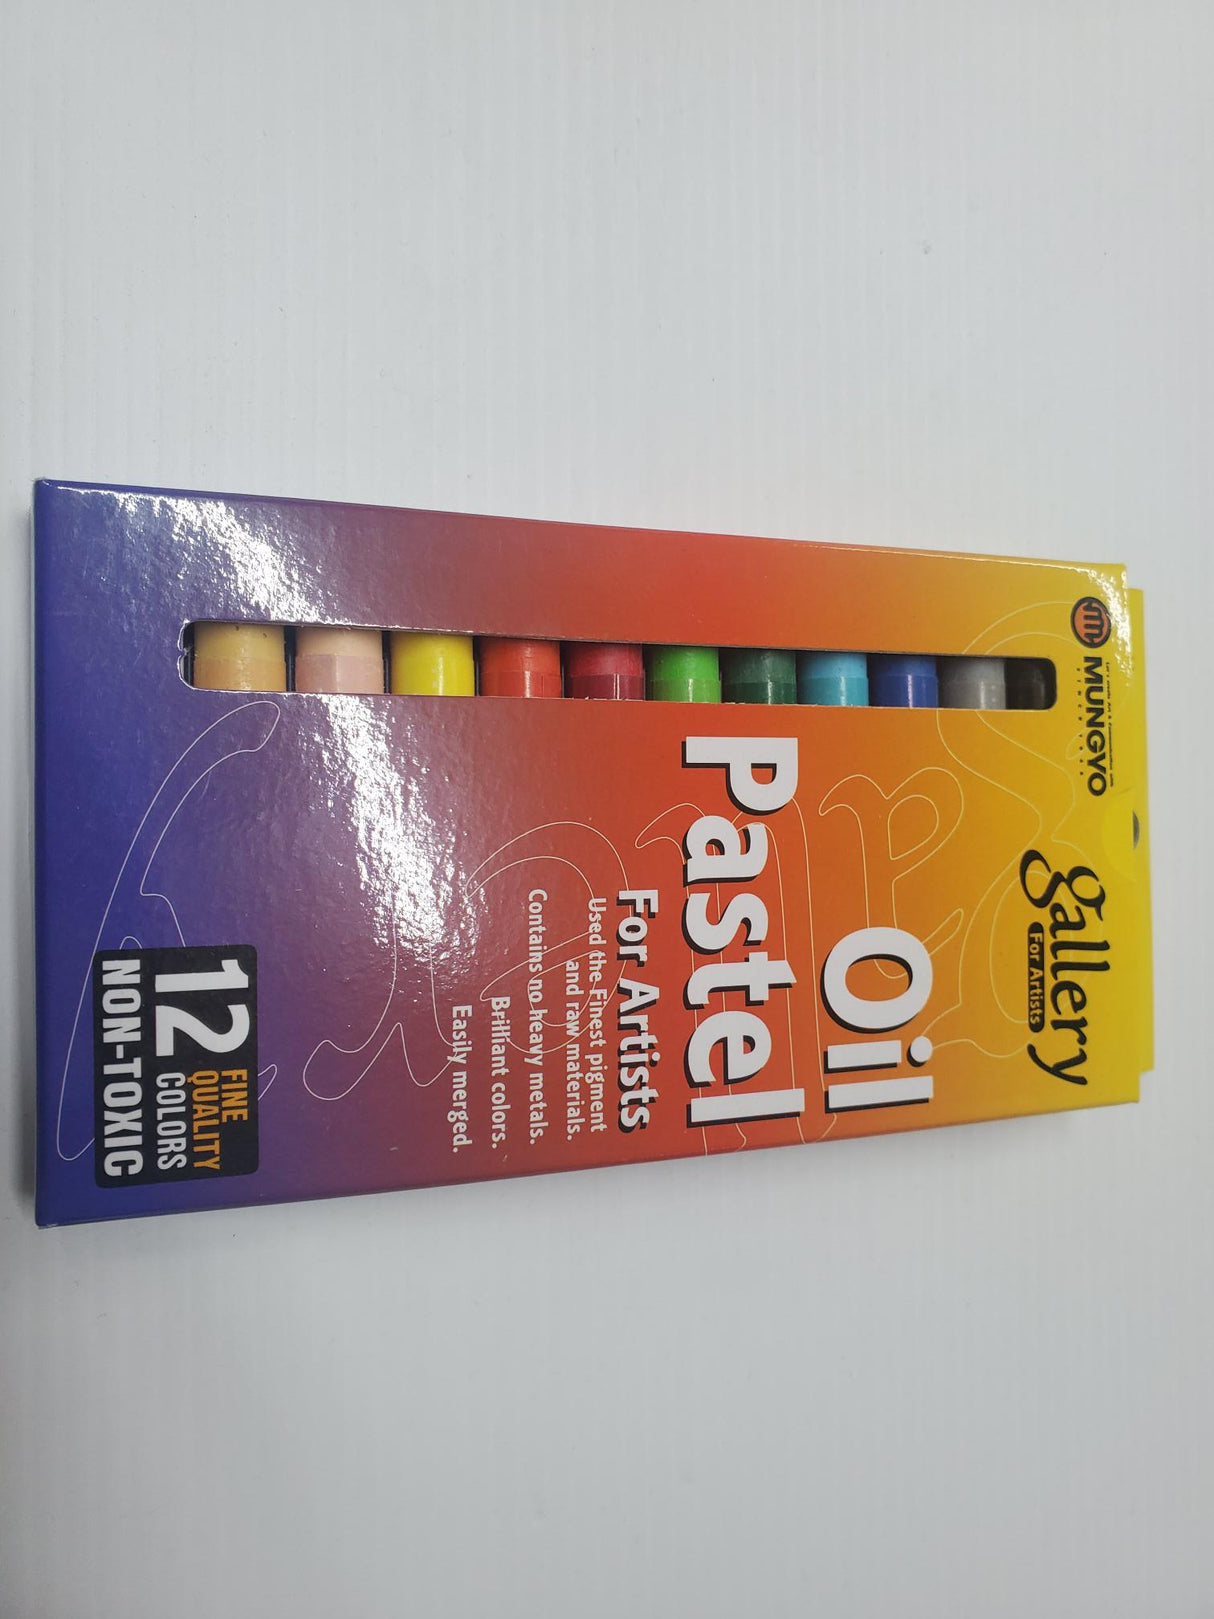 MUNGYO
gallery
For Artists
Oil
Pastel
For Artists
Used the Finest pigment
and raw materials.
Contains no heavy metals.
Brilliant colors.
Easily merged.
12 FINE
QUALITY
COLORS
NON-TOXIC